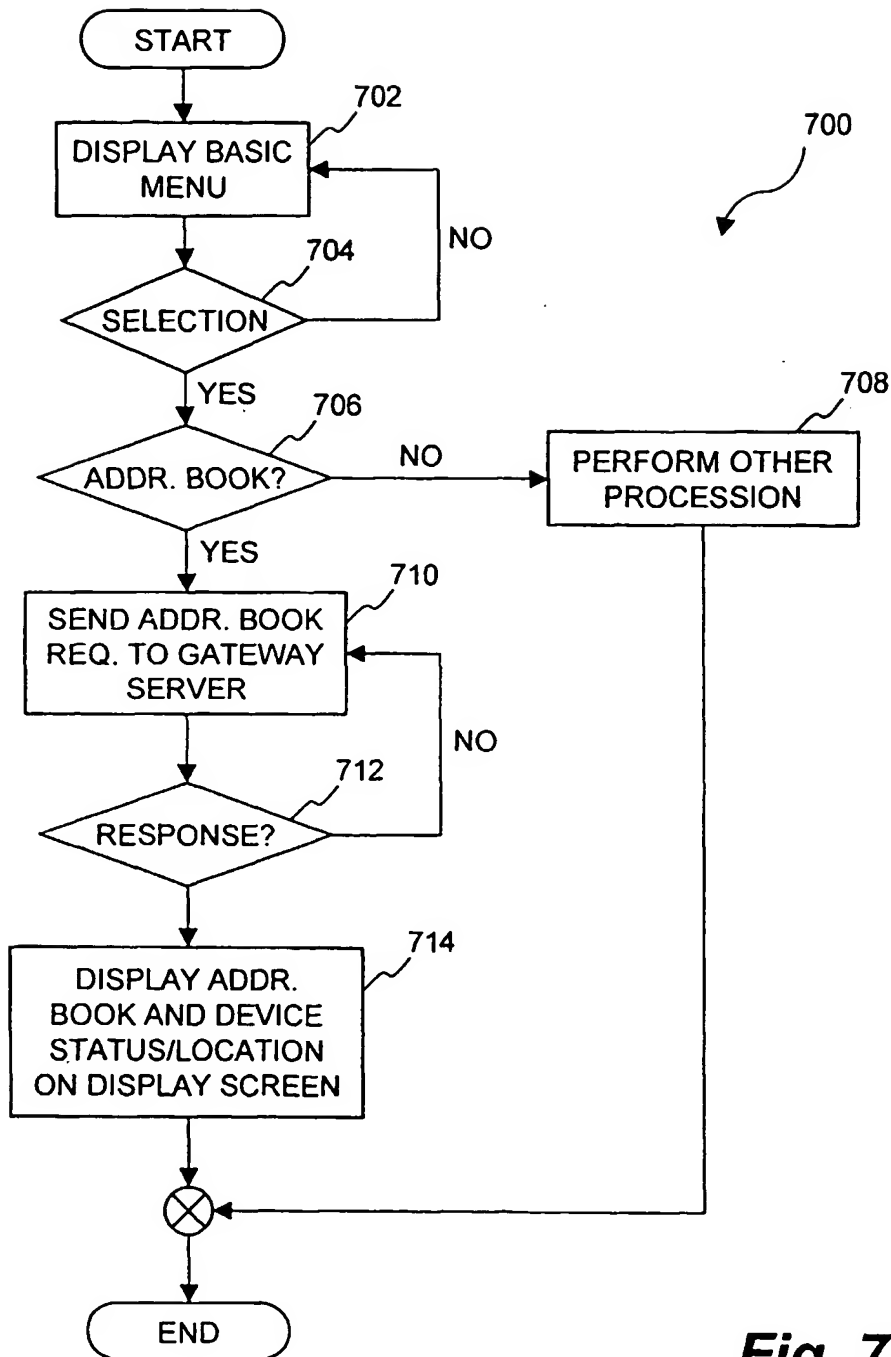 START
702
DISPLAY BASIC
MENU
700
NO
704
SELECTION
YES
706
708
ADDR. BOOK?
NO
PERFORM OTHER
PROCESSION
YES
710
SEND ADDR. BOOK
REQ. TO GATEWAY
SERVER
NO
712
RESPONSE?
714
DISPLAY ADDR.
BOOK AND DEVICE
STATUS/LOCATION
ON DISPLAY SCREEN
END
Fig. 7